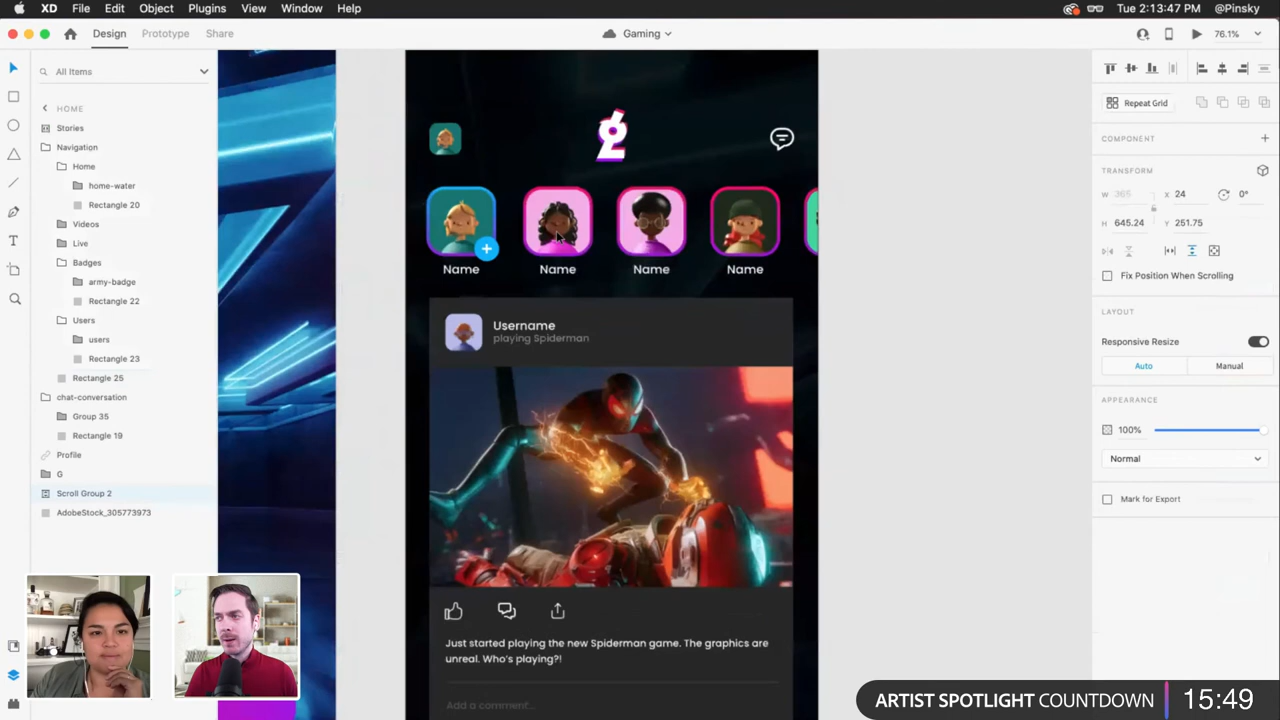 XD File Edit Object Plugins View Window Help
Tue 2:13:47 PM @Pinsky
Design Prototype Share
Gaming
76.1%
All Items
HOME
Stories
Navigation
Home
home-water
Rectangle 20
Videos
Live
Badges
army-badge
Rectangle 22
Users
users
Rectangle 23
Rectangle 25
chat-conversation
Group 35
Rectangle 19
Profile
G
Scroll Group 2
AdobeStock_305773973
Name Name Name Name
Username
playing Spiderman
Just started playing the new Spiderman game. The graphics are
unreal. Who's playing?!
Add a comment...
Repeat Grid
COMPONENT
TRANSFORM
W 365 X 24 0°
H 645.24 Y 251.75
Fix Position When Scrolling
LAYOUT
Responsive Resize
Auto Manual
APPEARANCE
100%
Normal
Mark for Export
ARTIST SPOTLIGHT COUNTDOWN 15:49